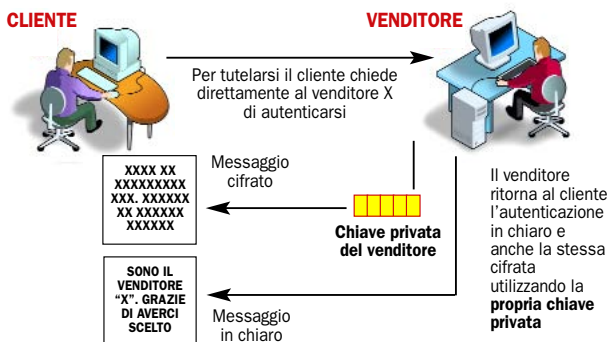 CLIENTE
VENDITORE
Per tutelarsi il cliente chiede
direttamente al venditore X
di autenticarsi
XXXX XX
XXXXXXXXX
XXX. XXXXXX
XX XXXXXX
XXXXXX
Messaggio
cifrato
Chiave privata
del venditore
Il venditore
ritorna al cliente
l'autenticazione
in chiaro e
anche la stessa
cifrata
utilizzando la
propria chiave
privata
SONO IL
VENDITORE
“X”. GRAZIE
DI AVERCI
SCELTO
Messaggio
in chiaro